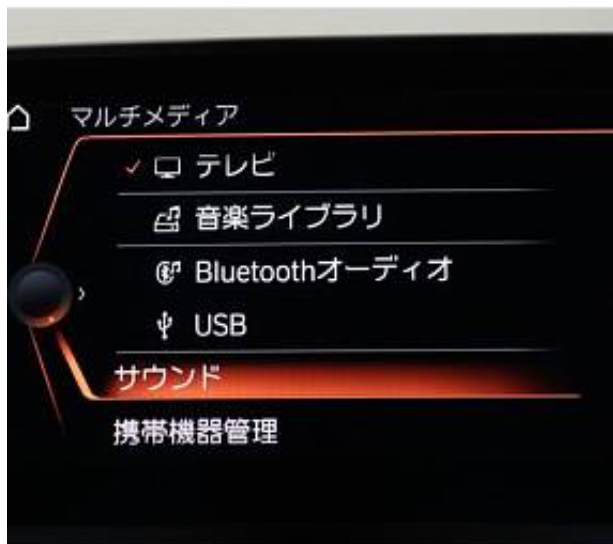 マルチメディア
テレビ
音楽ライブラリ
Bluetoothオーディオ
USB
サウンド
携帯機器管理